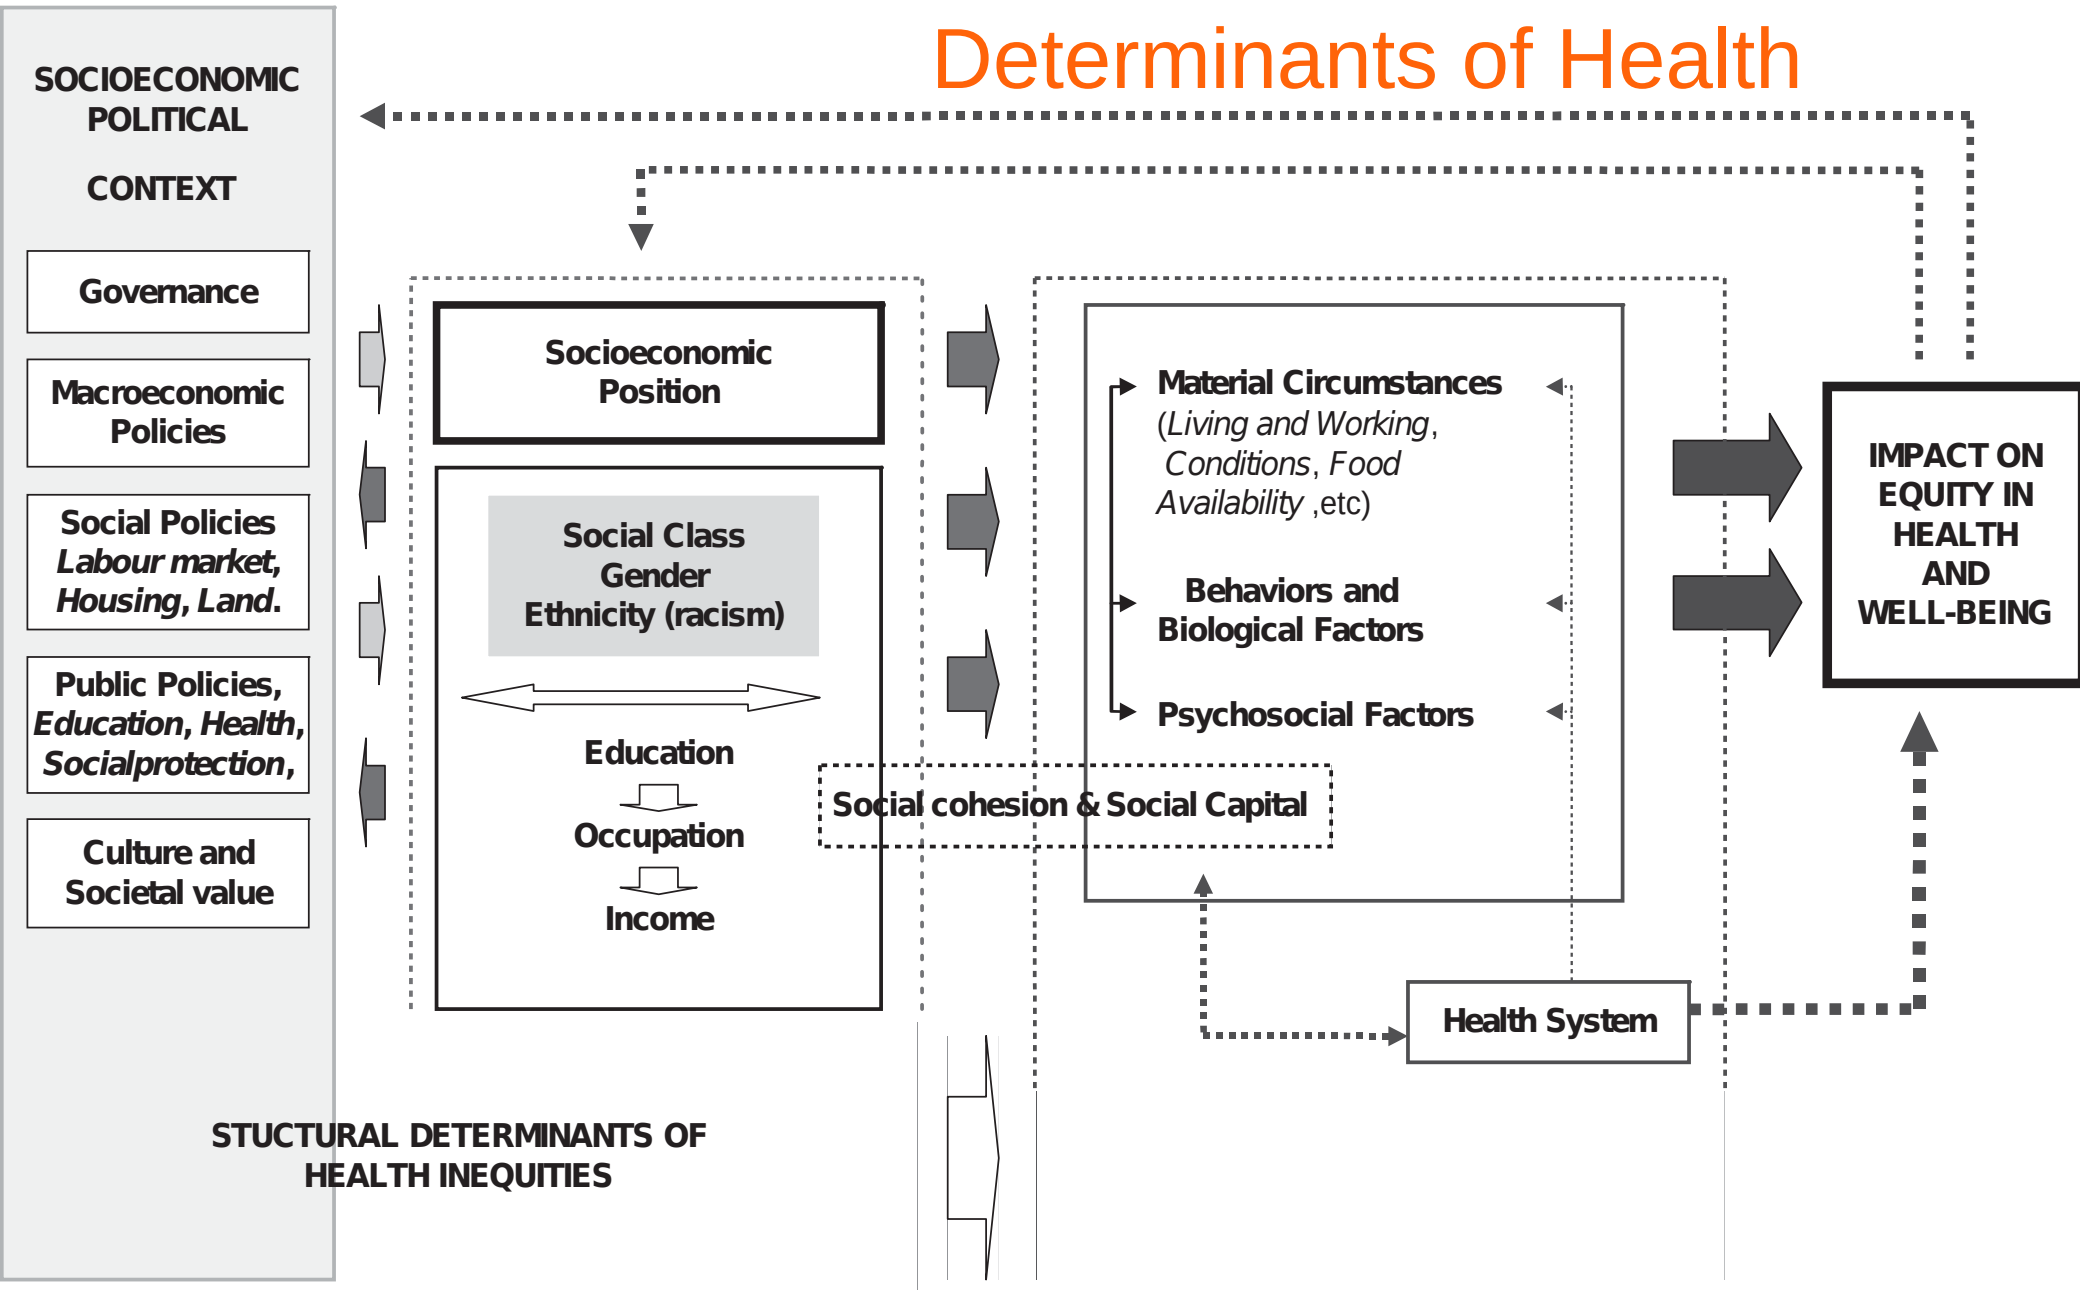 Determinants of Health
SOCIOECONOMIC
POLITICAL
CONTEXT
Governance
Macroeconomic
Policies
Social Policies
Labour market,
Housing, Land.
Public Policies,
Education, Health,
Socialprotection,
Culture and
Societal value
Socioeconomic
Position
Social Class
Gender
Ethnicity (racism)
Education
Occupation
Income
Social cohesion & Social Capital
Material Circumstances
(Living and Working,
Conditions, Food
Availability ,etc)
Behaviors and
Biological Factors
Psychosocial Factors
Health System
IMPACT ON
EQUITY IN
HEALTH
AND
WELL-BEING
STUCTURAL DETERMINANTS OF
HEALTH INEQUITIES